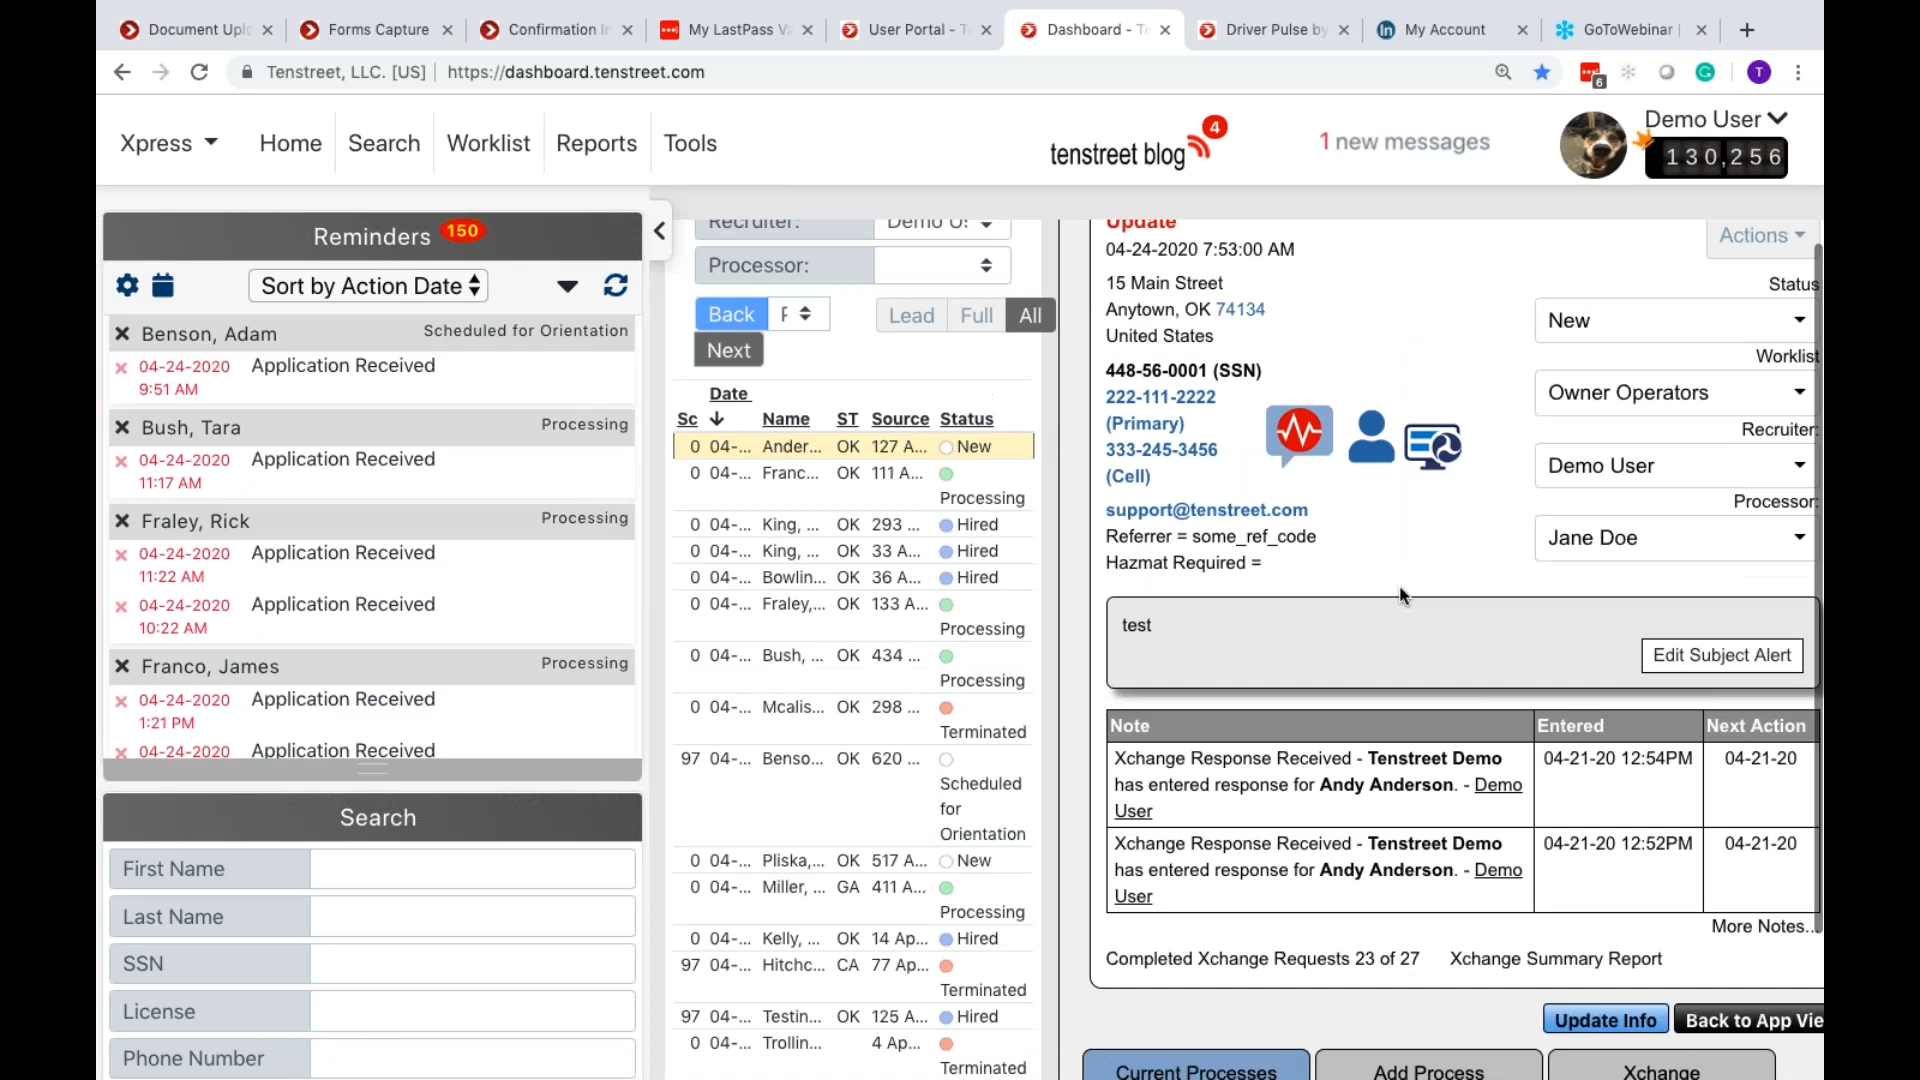 Document Uplo
Forms Capture
Confirmation In
My LastPass Va
User Portal - Te
Dashboard - Te
Driver Pulse by
My Account
GoToWebinar |
Tenstreet, LLC. [US] | https://dashboard.tenstreet.com
6
T
Xpress
Home
Search
Worklist
Reports
Tools
tenstreet blog
4
1 new messages
Demo User
130,256
Reminders 150
Sort by Action Date
Benson, Adam Scheduled for Orientation
04-24-2020 Application Received
9:51 AM
Bush, Tara Processing
04-24-2020 Application Received
11:17 AM
Fraley, Rick Processing
04-24-2020 Application Received
11:22 AM
04-24-2020 Application Received
10:22 AM
Franco, James Processing
04-24-2020 Application Received
1:21 PM
04-24-2020 Application Received
Search
First Name
Last Name
SSN
License
Phone Number
Recruiter: Demo U:
Processor:
Back
Lead Full All
Next
Date
Sc Name ST Source Status
0 04-... Ander... OK 127 A... New
0 04-... Franc... OK 111 A...
Processing
0 04-... King, ... OK 293 ... Hired
0 04-... King, ... OK 33 A... Hired
0 04-... Bowlin... OK 36 A... Hired
0 04-... Fraley,... OK 133 A...
Processing
0 04-... Bush, ... OK 434 ...
Processing
0 04-... Mcalis... OK 298 ...
Terminated
97 04-... Benso... OK 620 ...
Scheduled
for
Orientation
0 04-... Pliska,... OK 517 A... New
0 04-... Miller, ... GA 411 A...
Processing
0 04-... Kelly, ... OK 14 Ap... Hired
97 04-... Hitchc... CA 77 Ap...
Terminated
97 04-... Testin... OK 125 A... Hired
0 04-... Trollin... 4 Ap...
Terminated
Update
04-24-2020 7:53:00 AM
15 Main Street
Anytown, OK 74134
United States
448-56-0001 (SSN)
222-111-2222
(Primary)
333-245-3456
(Cell)
support@tenstreet.com
Referrer = some_ref_code
Hazmat Required =
Actions
Status
New
Worklist
Owner Operators
Recruiter:
Demo User
Processor:
Jane Doe
test
Edit Subject Alert
Note Entered Next Action
Xchange Response Received - Tenstreet Demo 04-21-20 12:54PM 04-21-20
has entered response for Andy Anderson. - Demo
User
Xchange Response Received - Tenstreet Demo 04-21-20 12:52PM 04-21-20
has entered response for Andy Anderson. - Demo
User
More Notes...
Completed Xchange Requests 23 of 27 Xchange Summary Report
Update Info
Back to App Vie
Current Processes
Add Process
Xchange